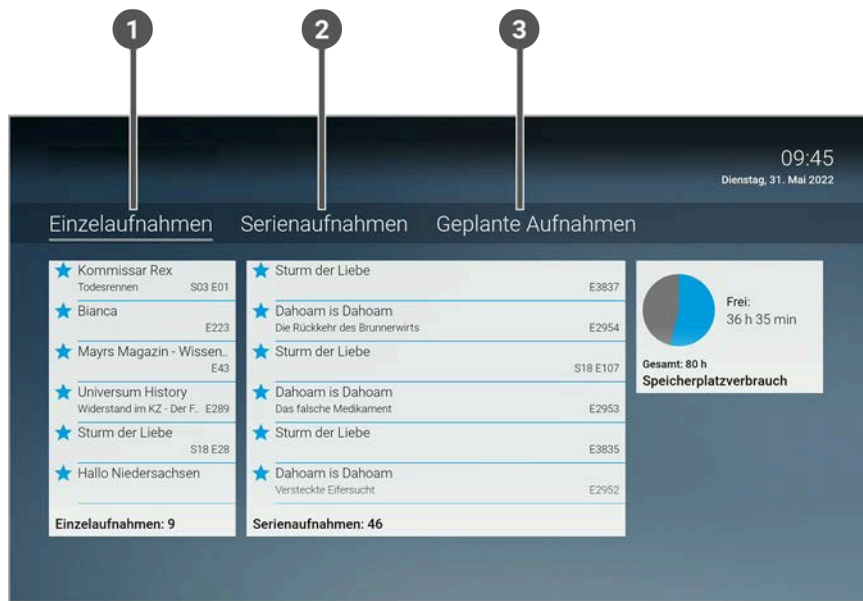 1 2 3
09:45
Dienstag, 31. Mai 2022
Einzelaufnahmen Serienaufnahmen Geplante Aufnahmen
Kommissar Rex
Todesrennen S03 E01
Bianca
E223
Mayrs Magazin - Wissen..
E43
Universum History
Widerstand im KZ - Der F.. E289
Sturm der Liebe
S18 E28
Hallo Niedersachsen
Einzelaufnahmen: 9
Sturm der Liebe
E3837
Dahoam is Dahoam
Die Rückkehr des Brunnerwirts E2954
Sturm der Liebe
S18 E107
Dahoam is Dahoam
Das falsche Medikament E2953
Sturm der Liebe
E3835
Dahoam is Dahoam
Versteckte Eifersucht E2952
Serienaufnahmen: 46
Frei:
36 h 35 min
Gesamt: 80 h
Speicherplatzverbrauch